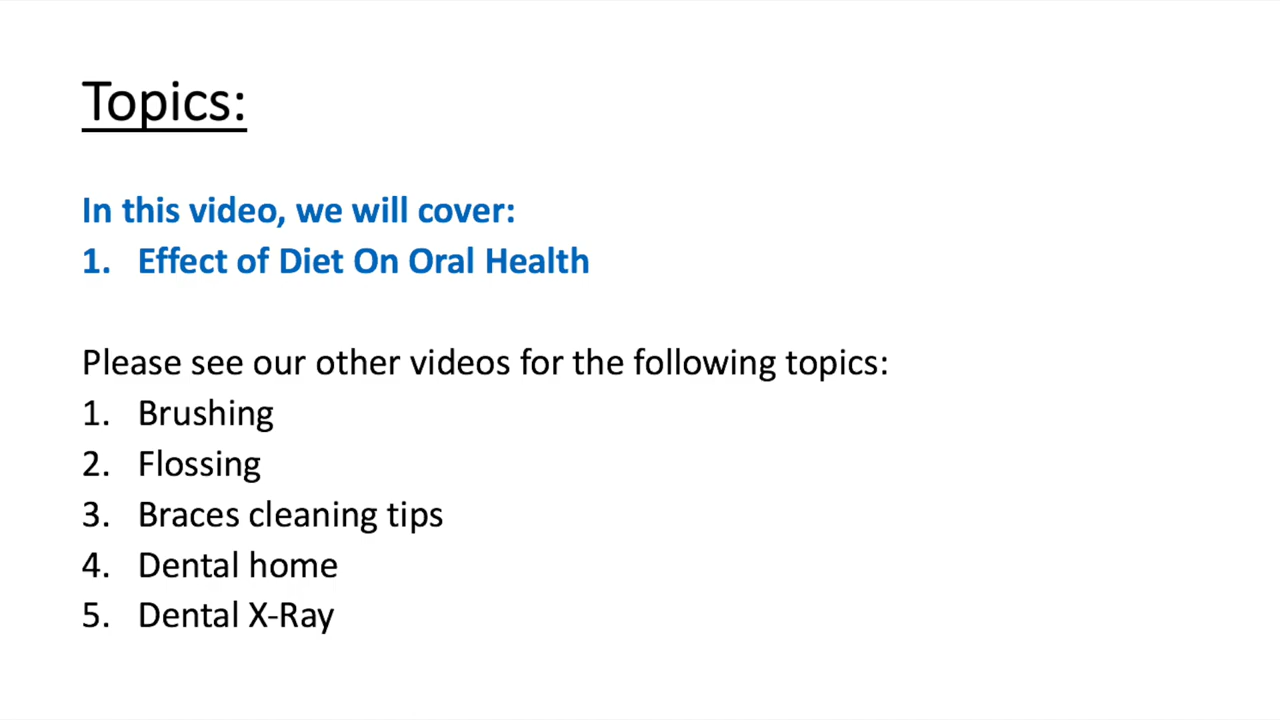 Topics:
In this video, we will cover:
1. Effect of Diet On Oral Health
Please see our other videos for the following topics:
1. Brushing
2. Flossing
3. Braces cleaning tips
4. Dental home
5. Dental X-Ray